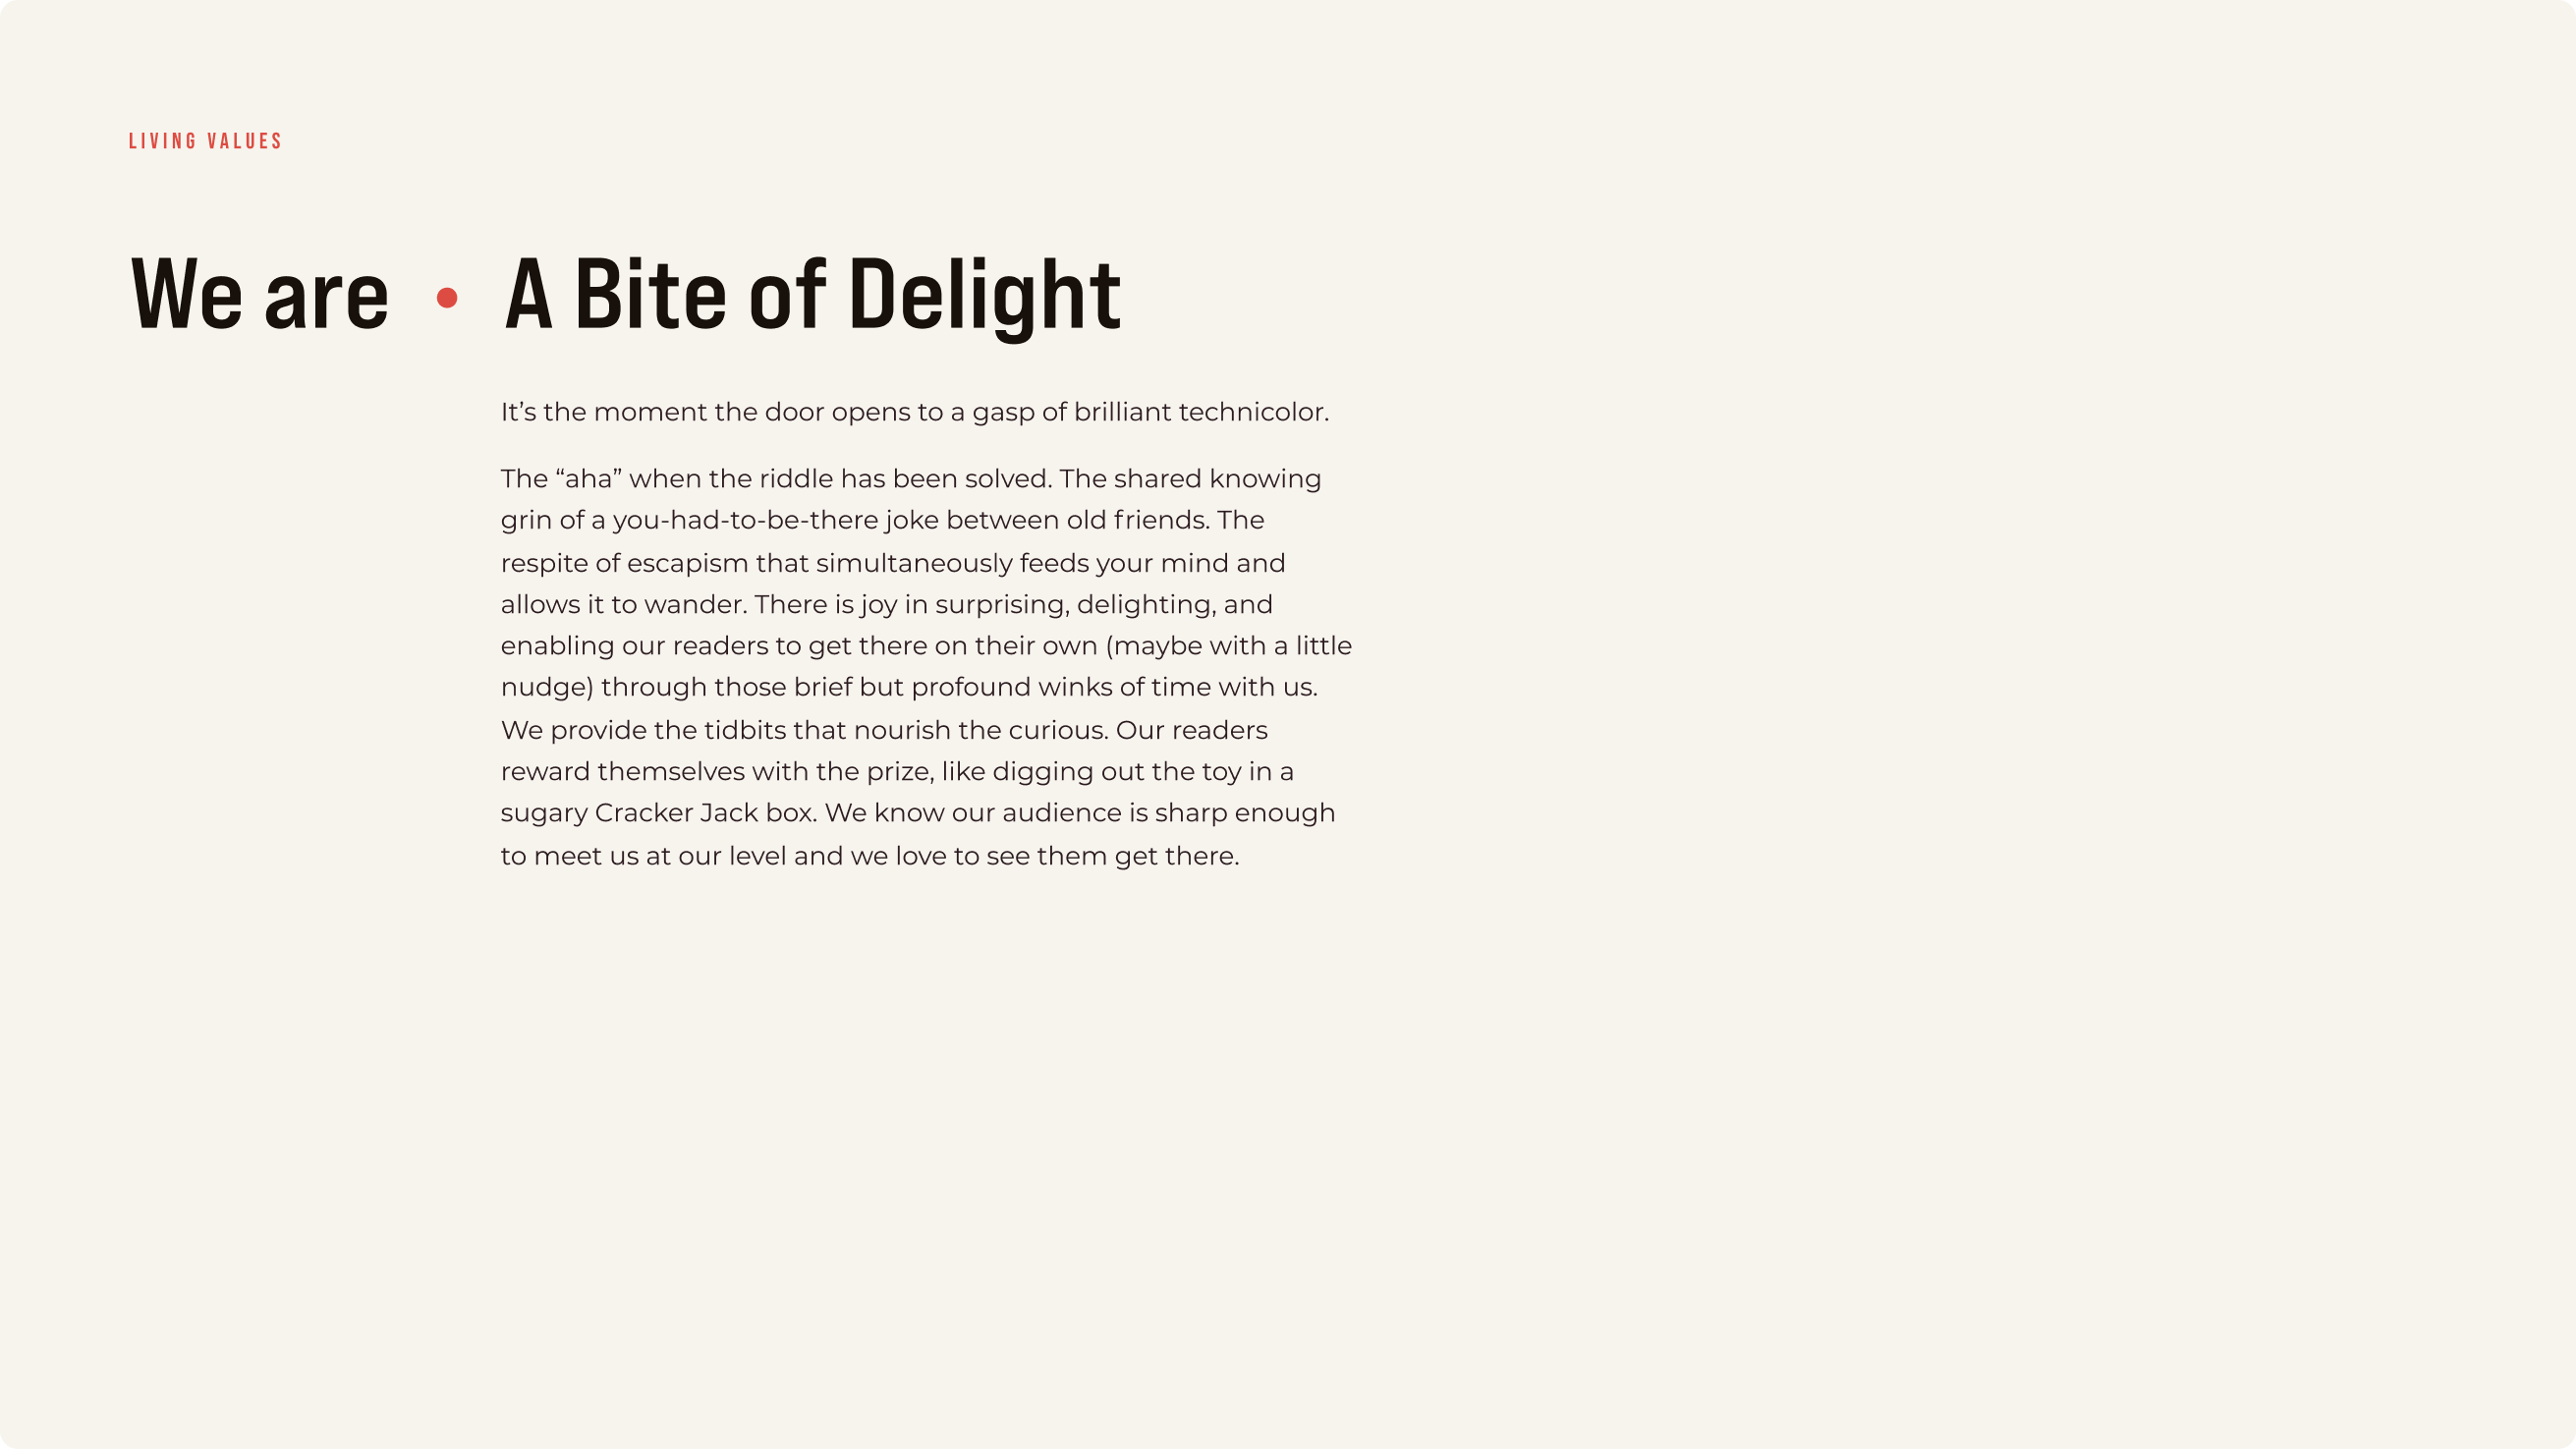 LIVING VALUES
We are • A Bite of Delight
It’s the moment the door opens to a gasp of brilliant technicolor.
The “aha” when the riddle has been solved. The shared knowing
grin of a you-had-to-be-there joke between old friends. The
respite of escapism that simultaneously feeds your mind and
allows it to wander. There is joy in surprising, delighting, and
enabling our readers to get there on their own (maybe with a little
nudge) through those brief but profound winks of time with us.
We provide the tidbits that nourish the curious. Our readers
reward themselves with the prize, like digging out the toy in a
sugary Cracker Jack box. We know our audience is sharp enough
to meet us at our level and we love to see them get there.